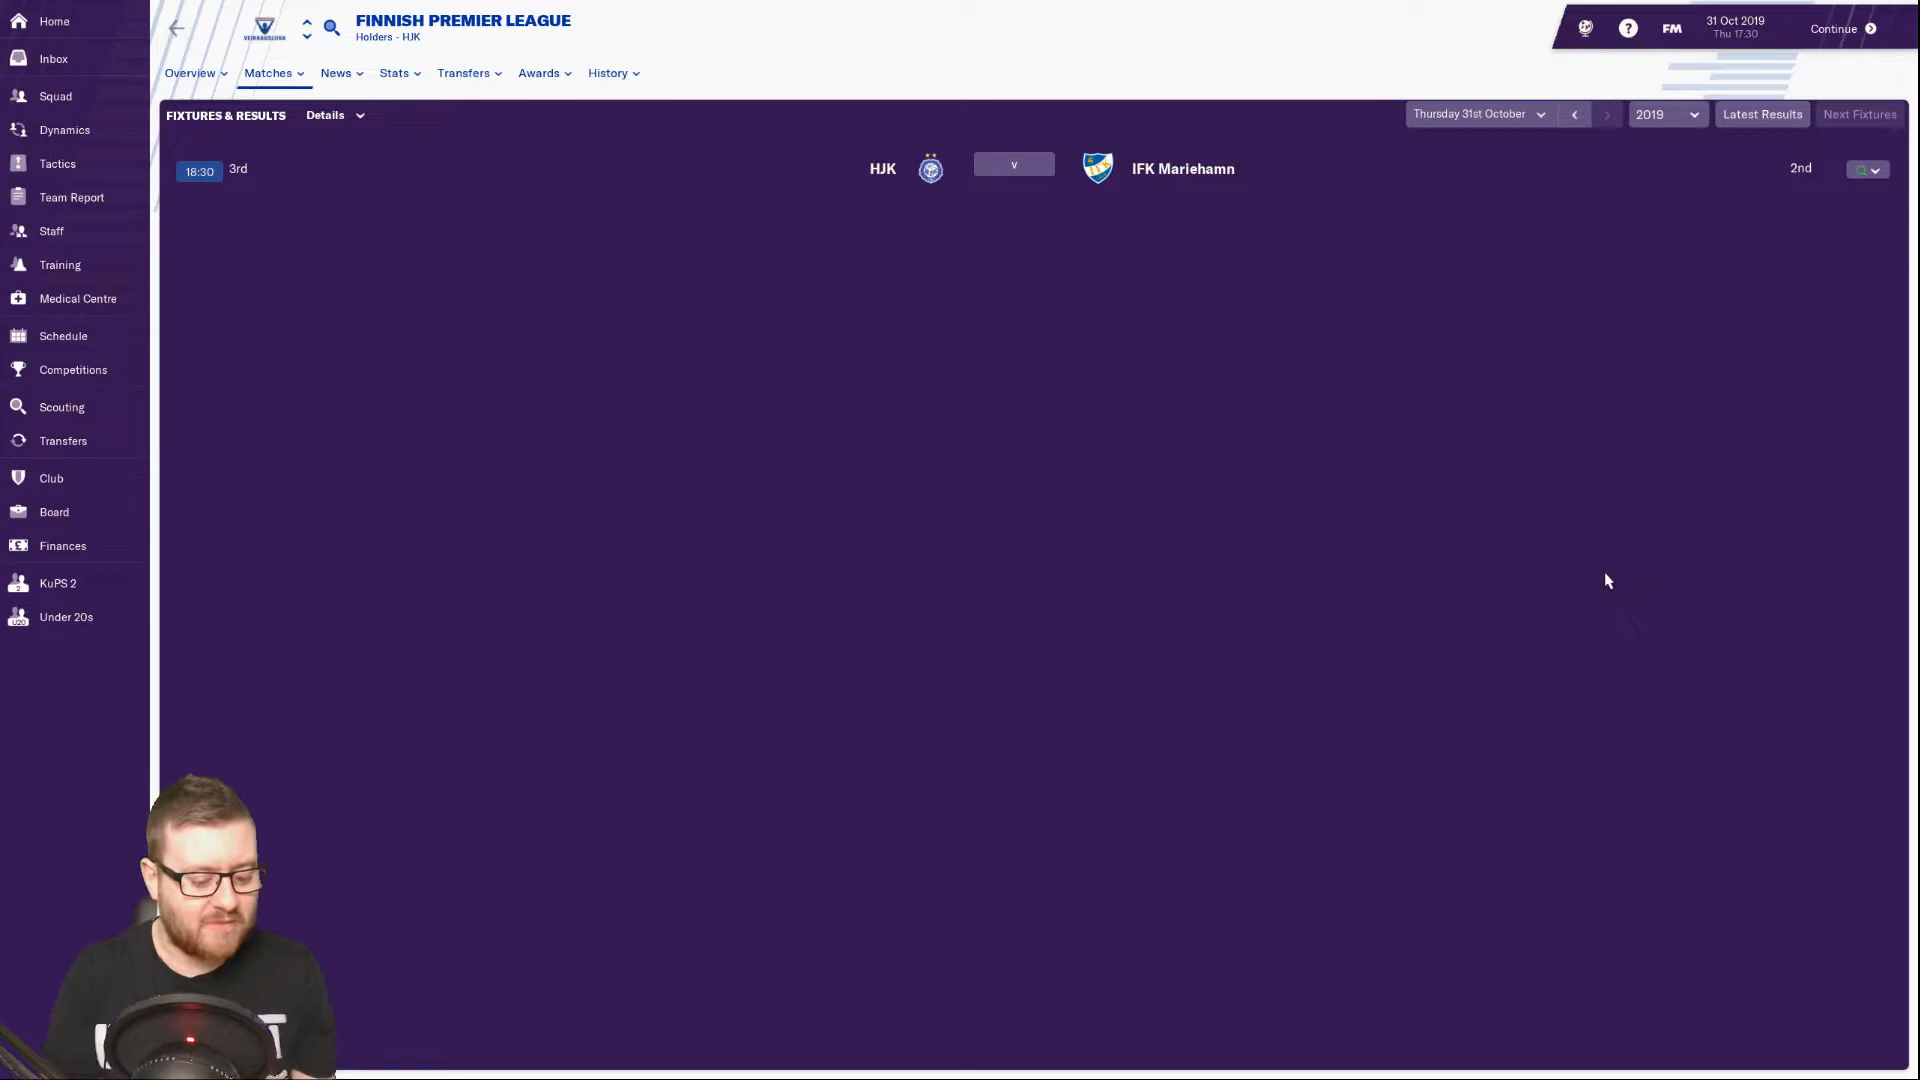 Home
Inbox
Squad
Dynamics
Tactics
Team Report
Staff
Training
Medical Centre
Schedule
Competitions
Scouting
Transfers
Club
Board
Finances
KuPS 2
Under 20s
VEIKKAUSLIIGA
FINNISH PREMIER LEAGUE
Holders - HJK
FM
31 Oct 2019
Thu 17:30
Continue
Overview
Matches
News
Stats
Transfers
Awards
History
FIXTURES & RESULTS
Details
Thursday 31st October
2019
Latest Results
Next Fixtures
18:30 3rd HJK v IFK Mariehamn 2nd